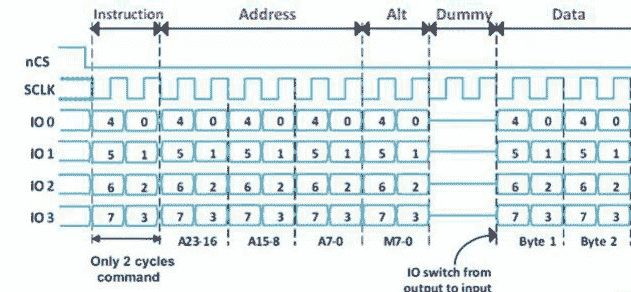 Instruction Address Alt Dummy Data
nCS
SCLK
IO 0 4 0 4 0 4 0 4 0 4 0 4 0 4 0
IO 1 5 1 5 1 5 1 5 1 5 1 5 1 5 1
IO 2 6 2 6 2 6 2 6 2 6 2 6 2 6 2
IO 3 7 3 7 3 7 3 7 3 7 3 7 3 7 3
A23-16 A15-8 A7-0 M7-0 Byte 1 Byte 2
Only 2 cycles
command
IO switch from
output to input